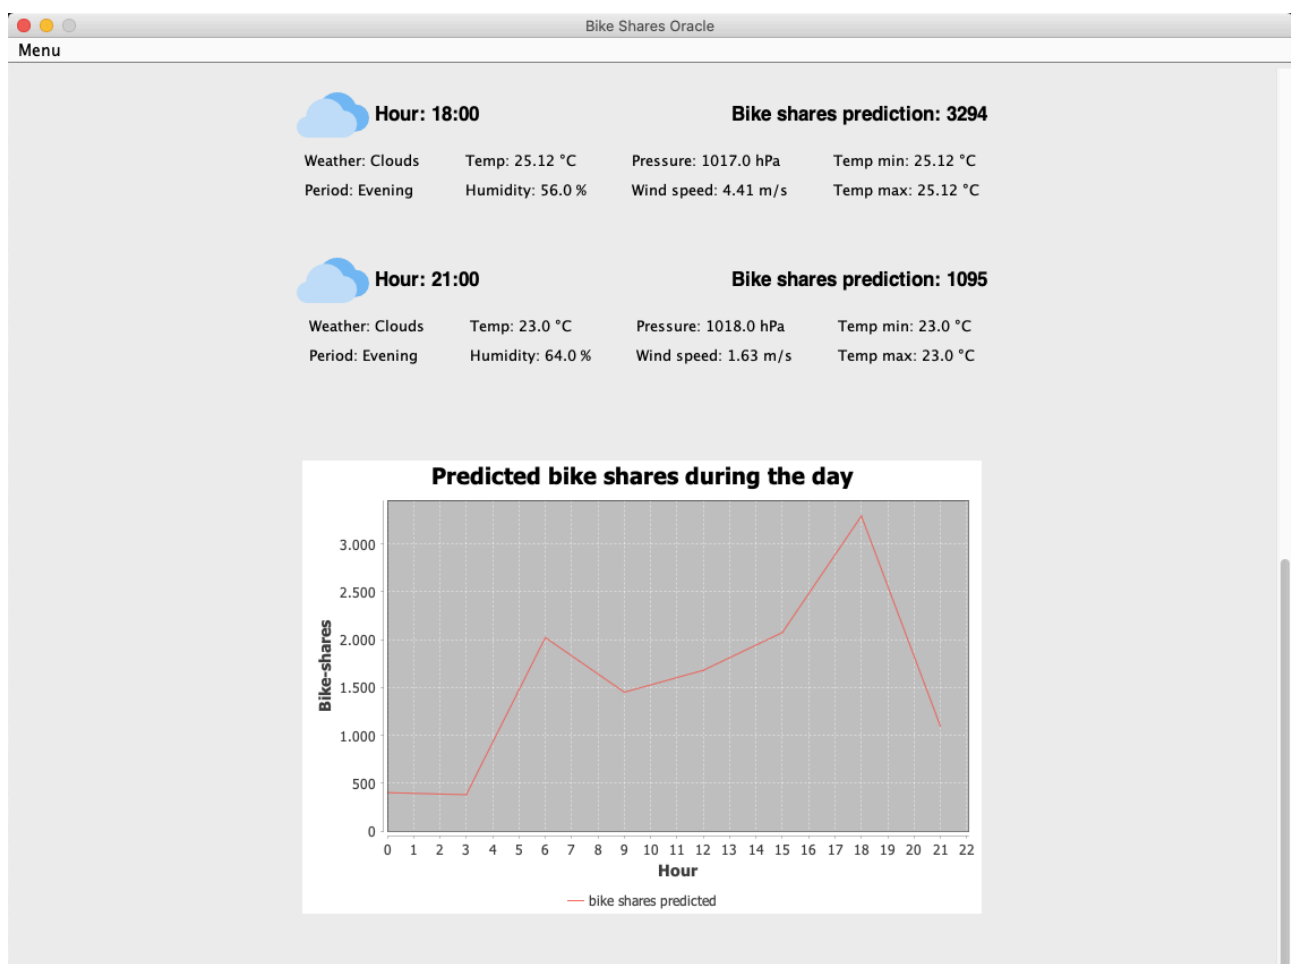 Bike Shares Oracle
Menu
Hour: 18:00 Bike shares prediction: 3294
Weather: Clouds Temp: 25.12 °C Pressure: 1017.0 hPa Temp min: 25.12 °C
Period: Evening Humidity: 56.0 % Wind speed: 4.41 m/s Temp max: 25.12 °C
Hour: 21:00 Bike shares prediction: 1095
Weather: Clouds Temp: 23.0 °C Pressure: 1018.0 hPa Temp min: 23.0 °C
Period: Evening Humidity: 64.0 % Wind speed: 1.63 m/s Temp max: 23.0 °C
Predicted bike shares during the day
3.000
2.500
2.000
1.500
1.000
500
0
Bike-shares
0 1 2 3 4 5 6 7 8 9 10 11 12 13 14 15 16 17 18 19 20 21 22
Hour
bike shares predicted